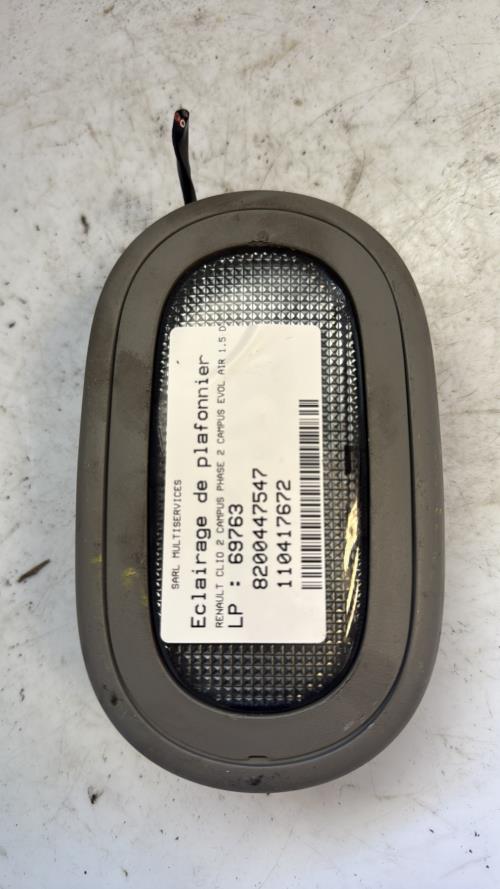 SARL MULTISERVICES
Eclairage de plafonnier
RENAULT CLIO 2 CAMPUS PHASE 2 CAMPUS EVOL AIR 1.5 D
LP : 69763
8200447547
110417672